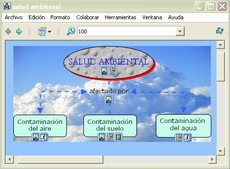 salud ambiental
Archivo Edición Formato Colaborar Herramientas Ventana Ayuda
100
SALUD AMBIENTAL
afectado por
Contaminación
del aire
Contaminación
del suelo
Contaminación
del agua